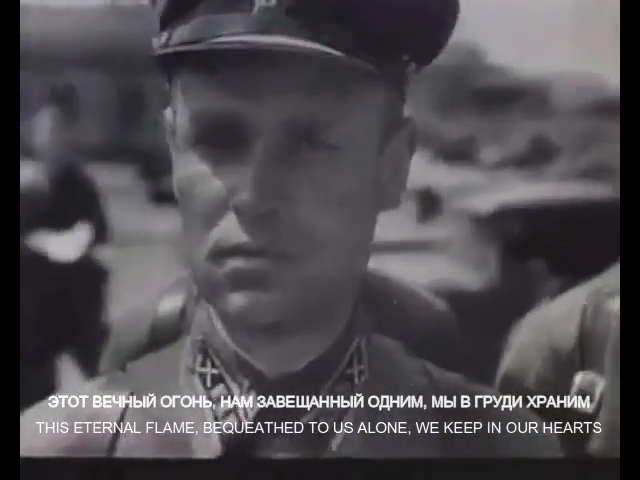 ЭТОТ ВЕЧНЫЙ ОГОНЬ, НАМ ЗАВЕЩАННЫЙ ОДНИМ, МЫ В ГРУДИ ХРАНИМ
THIS ETERNAL FLAME, BEQUEATHED TO US ALONE, WE KEEP IN OUR HEARTS